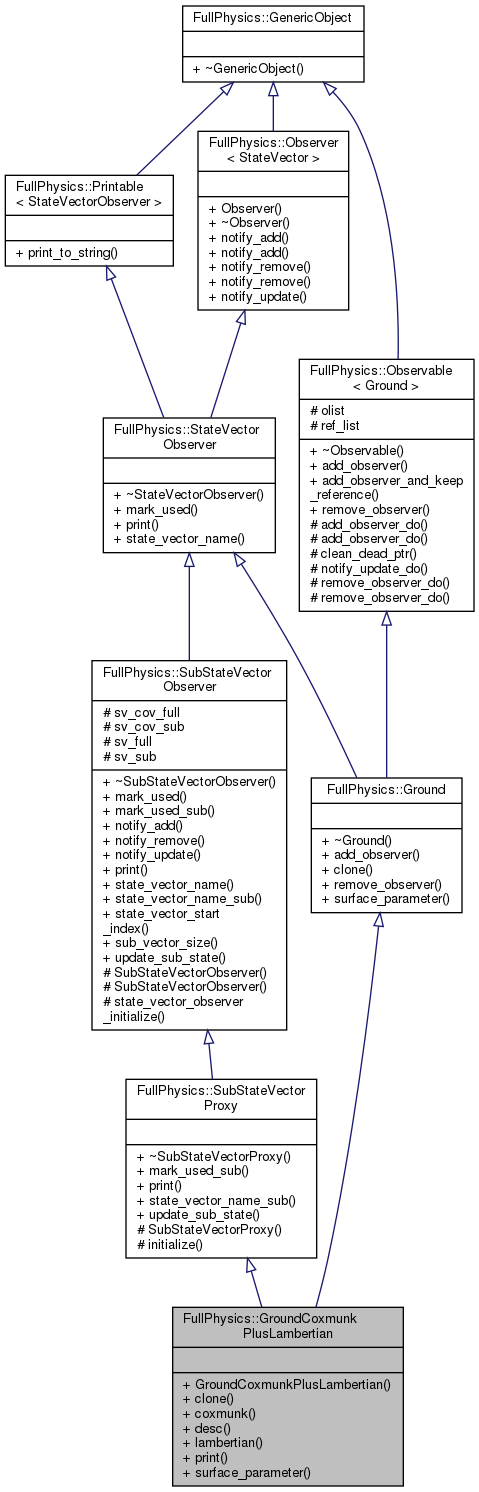 FullPhysics::GenericObject
+ ~GenericObject()
FullPhysics::Observer
< StateVector >
+ Observer()
+ ~Observer()
+ notify_add()
+ notify_add()
+ notify_remove()
+ notify_remove()
+ notify_update()
FullPhysics::Printable
< StateVectorObserver >
+ print_to_string()
FullPhysics::Observable
< Ground >
# olist
# ref_list
+ ~Observable()
+ add_observer()
+ add_observer_and_keep
_reference()
+ remove_observer()
# add_observer_do()
# add_observer_do()
# clean_dead_ptr()
# notify_update_do()
# remove_observer_do()
# remove_observer_do()
FullPhysics::StateVector
Observer
+ ~StateVectorObserver()
+ mark_used()
+ print()
+ state_vector_name()
FullPhysics::SubStateVector
Observer
# sv_cov_full
# sv_cov_sub
# sv_full
# sv_sub
+ ~SubStateVectorObserver()
+ mark_used()
+ mark_used_sub()
+ notify_add()
+ notify_remove()
+ notify_update()
+ print()
+ state_vector_name()
+ state_vector_name_sub()
+ state_vector_start
_index()
+ sub_vector_size()
+ update_sub_state()
# SubStateVectorObserver()
# SubStateVectorObserver()
# state_vector_observer
_initialize()
FullPhysics::Ground
+ ~Ground()
+ add_observer()
+ clone()
+ remove_observer()
+ surface_parameter()
FullPhysics::SubStateVector
Proxy
+ ~SubStateVectorProxy()
+ mark_used_sub()
+ print()
+ state_vector_name_sub()
+ update_sub_state()
# SubStateVectorProxy()
# initialize()
FullPhysics::GroundCoxmunk
PlusLambertian
+ GroundCoxmunkPlusLambertian()
+ clone()
+ coxmunk()
+ desc()
+ lambertian()
+ print()
+ surface_parameter()